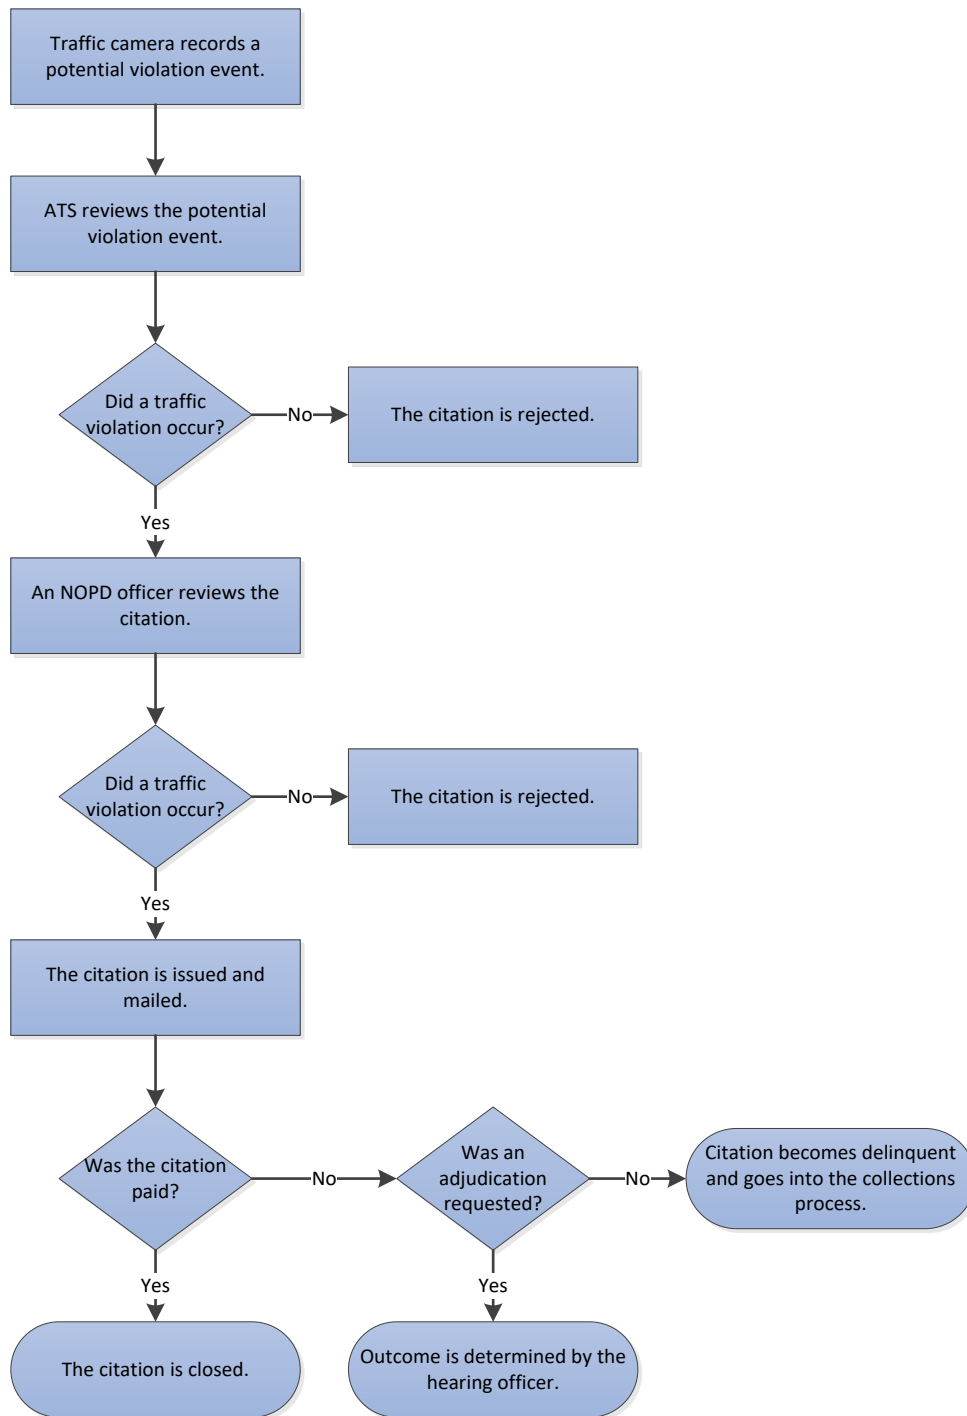 Traffic camera records a
potential violation event.
ATS reviews the potential
violation event.
Did a traffic
violation occur?
No
The citation is rejected.
Yes
An NOPD officer reviews the
citation.
Did a traffic
violation occur?
No
The citation is rejected.
Yes
The citation is issued and
mailed.
Was the citation
paid?
No
Was an
adjudication
requested?
No
Citation becomes delinquent
and goes into the collections
process.
Yes
Yes
The citation is closed.
Outcome is determined by the
hearing officer.